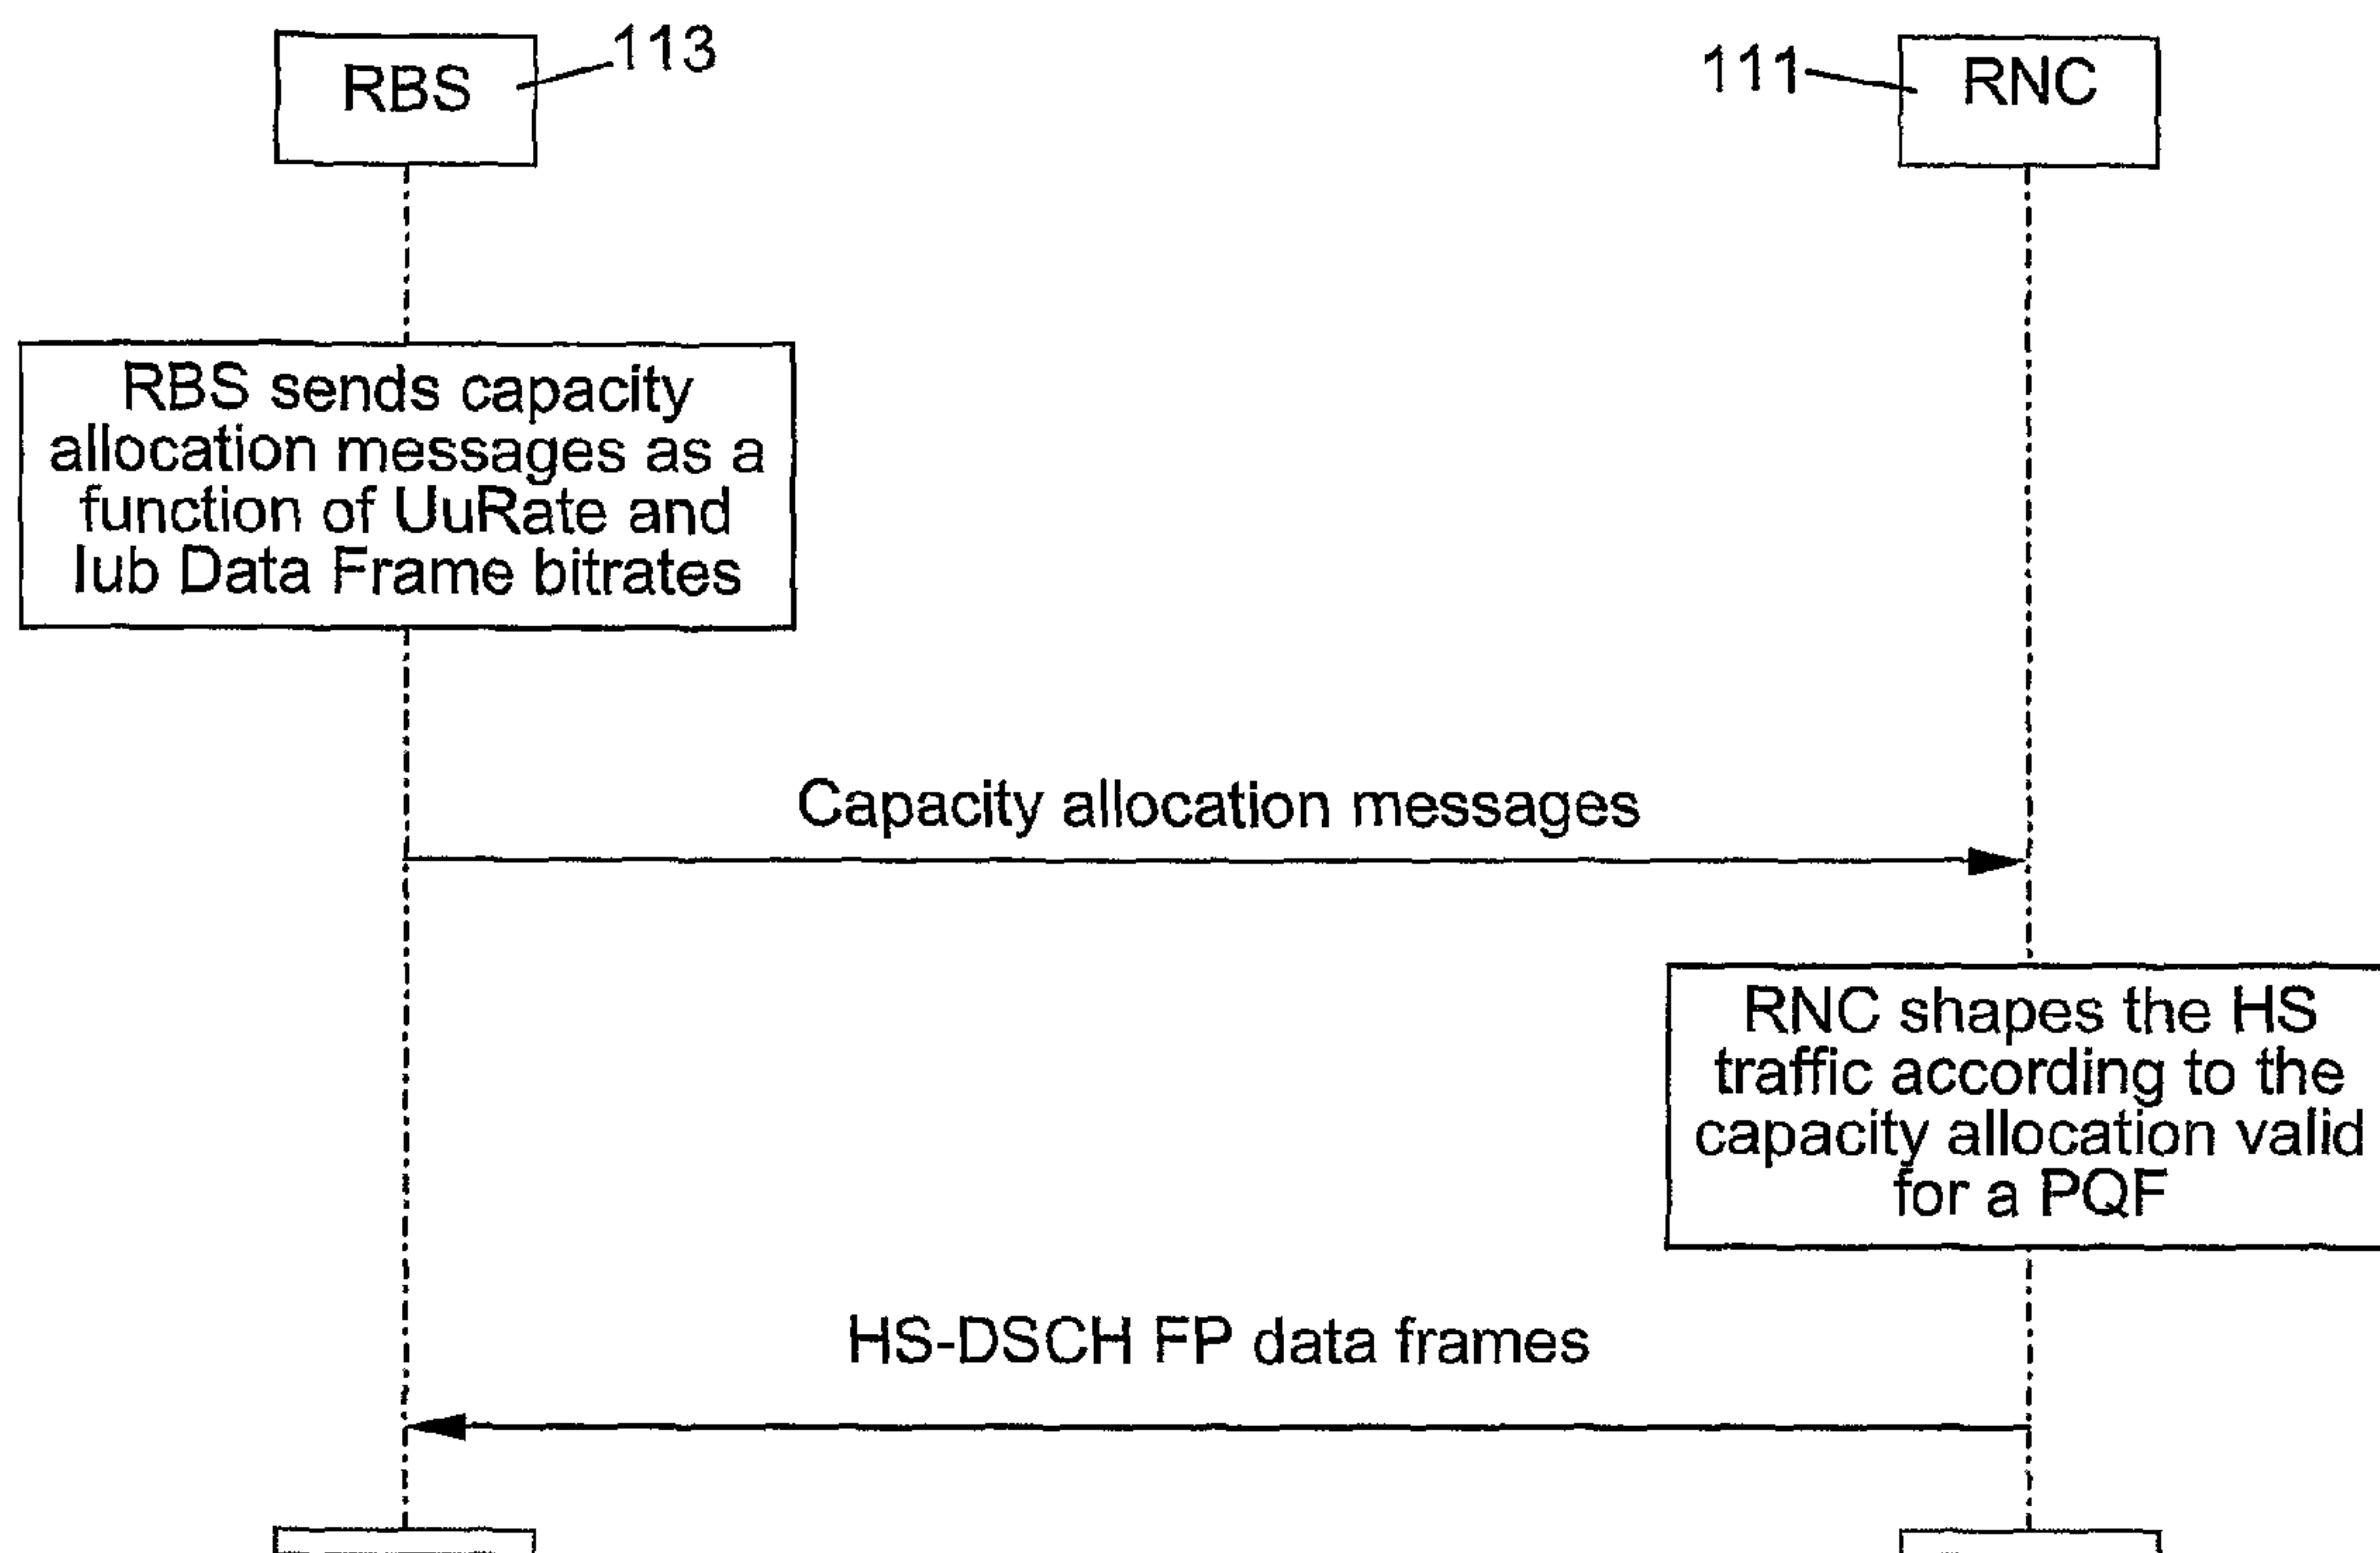 RBS
113
111
RNC
RBS sends capacity
allocation messages as a
function of UuRate and
Iub Data Frame bitrates
Capacity allocation messages
RNC shapes the HS
traffic according to the
capacity allocation valid
for a PQF
HS-DSCH FP data frames